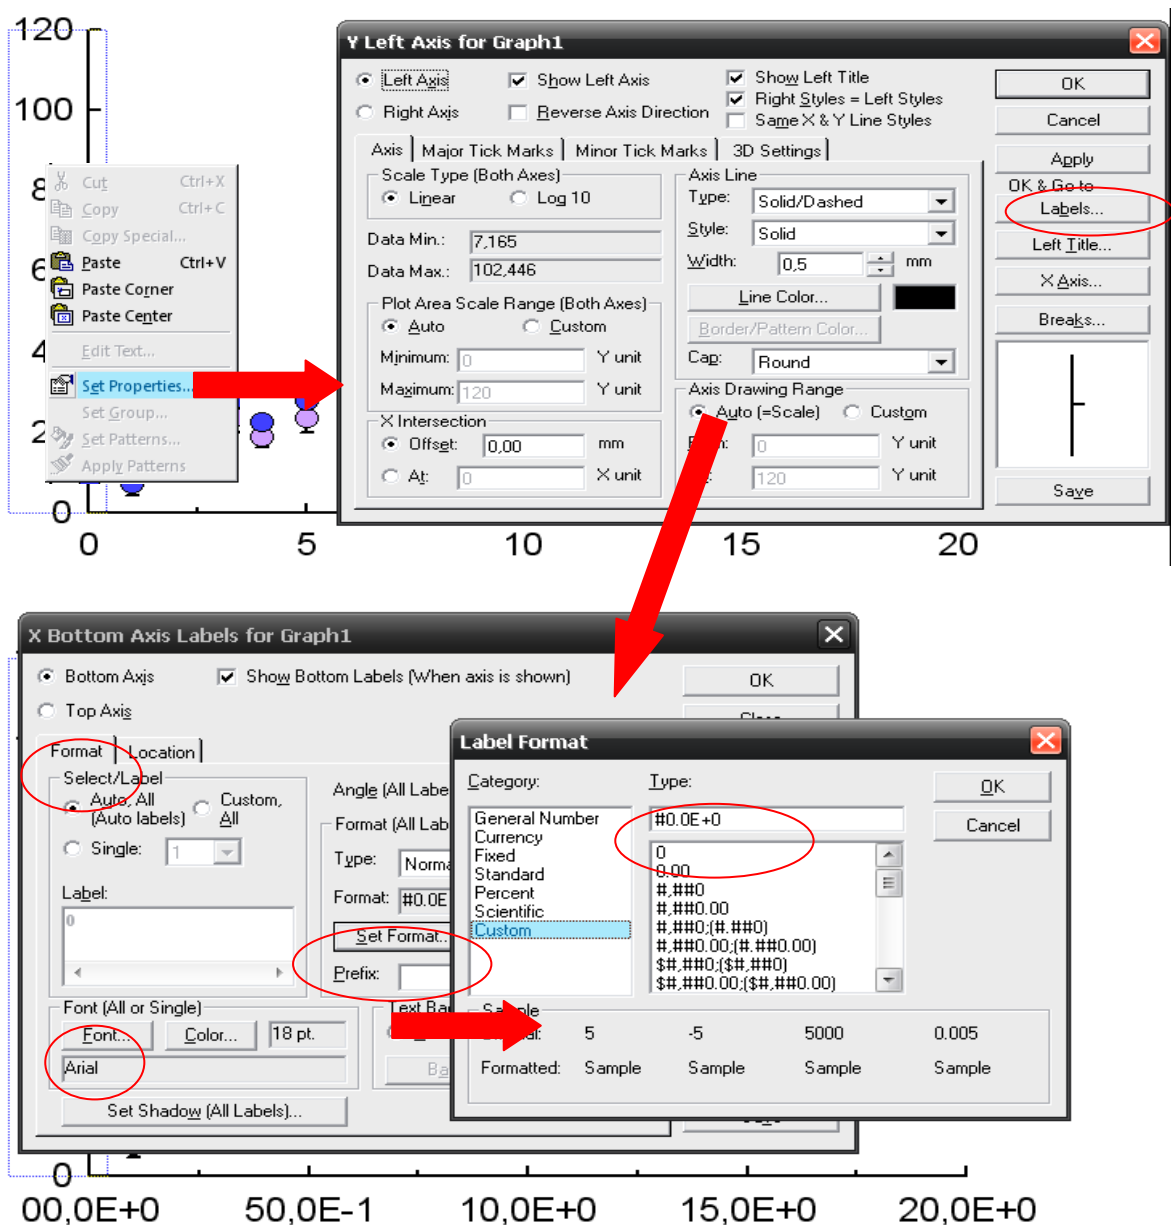 120
100
8
6
4
2
0
0 5 10 15 20
Cut Ctrl+X
Copy Ctrl+C
Copy Special...
Paste Ctrl+V
Paste Corner
Paste Center
Edit Text...
Set Properties...
Set Group...
Set Patterns...
Apply Patterns
Y Left Axis for Graph1
Left Axis Show Left Axis Show Left Title
Right Styles = Left Styles
Right Axis Reverse Axis Direction Same X & Y Line Styles
Axis Major Tick Marks Minor Tick Marks 3D Settings
Scale Type (Both Axes)
Linear Log 10
Data Min.: 7,165
Data Max.: 102,446
Plot Area Scale Range (Both Axes)
Auto Custom
Minimum: 0 Y unit
Maximum: 120 Y unit
X Intersection
Offset: 0,00 mm
At: 0 X unit
Axis Line
Type: Solid/Dashed
Style: Solid
Width: 0,5 mm
Line Color...
Border/Pattern Color...
Cap: Round
Axis Drawing Range
Auto (=Scale) Custom
0 Y unit
120 Y unit
OK
Cancel
Apply
OK & Go to
Labels...
Left Title...
X Axis...
Breaks...
Save
X Bottom Axis Labels for Graph1
Bottom Axis Show Bottom Labels (When axis is shown)
Top Axis
OK
Format Location
Select/Label
Auto, All
(Auto labels)
Custom,
All
Single: 1
Label:
0
Angle (All Labe
Format (All Lab
Type: Norma
Format: #0.0E
Set Format..
Prefix:
Font (All or Single)
Font... Color... 18 pt.
Arial
Text Ba
Ba
Set Shadow (All Labels)...
Label Format
Category: Type:
General Number
Currency
Fixed
Standard
Percent
Scientific
Custom
#0.0E+0
0
0.00
#,##0
#,##0.00
#,##0;(#.##0)
#,##0.00;(#.##0.00)
$#,##0;($#,##0)
$#,##0.00;($#,##0.00)
OK
Cancel
Sample
al: 5 -5 5000 0.005
Formatted: Sample Sample Sample Sample
0
00,0E+0 50,0E-1 10,0E+0 15,0E+0 20,0E+0